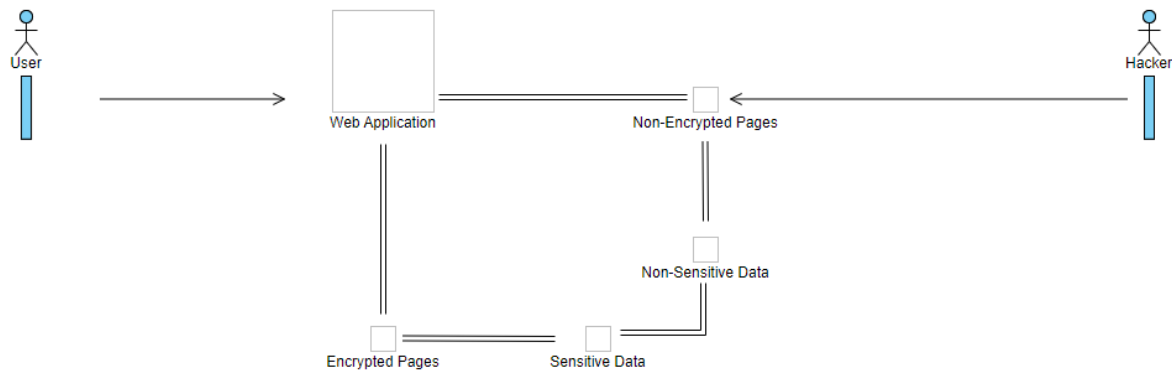 User
Hacker
Web Application
Non-Encrypted Pages
Non-Sensitive Data
Encrypted Pages
Sensitive Data